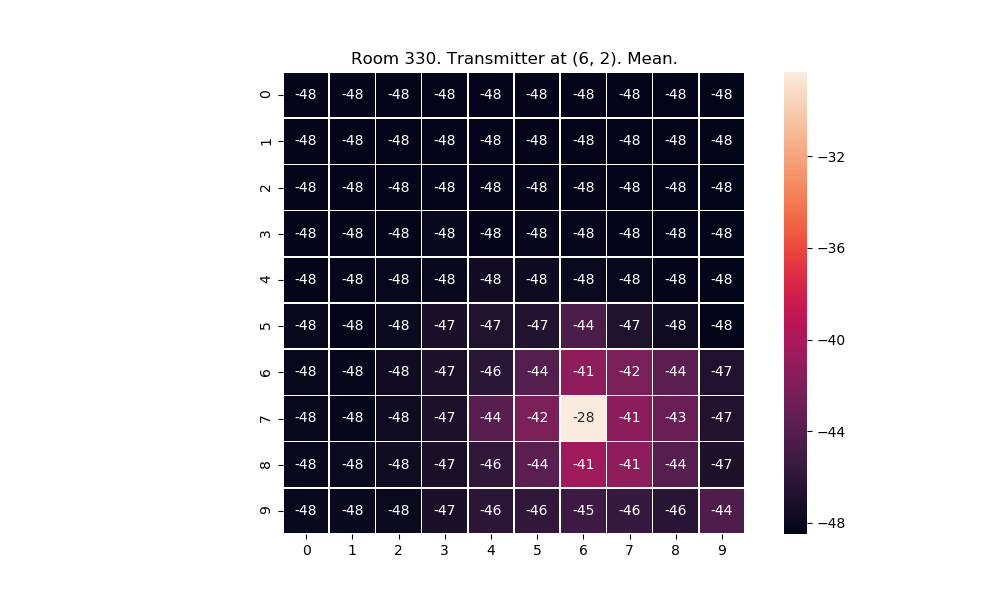 Room 330. Transmitter at (6, 2). Mean.
0 -48 -48 -48 -48 -48 -48 -48 -48 -48 -48
1 -48 -48 -48 -48 -48 -48 -48 -48 -48 -48
2 -48 -48 -48 -48 -48 -48 -48 -48 -48 -48
3 -48 -48 -48 -48 -48 -48 -48 -48 -48 -48
4 -48 -48 -48 -48 -48 -48 -48 -48 -48 -48
5 -48 -48 -48 -47 -47 -47 -44 -47 -48 -48
6 -48 -48 -48 -47 -46 -44 -41 -42 -44 -47
7 -48 -48 -48 -47 -44 -42 -28 -41 -43 -47
8 -48 -48 -48 -47 -46 -44 -41 -41 -44 -47
9 -48 -48 -48 -47 -46 -46 -45 -46 -46 -44
0 1 2 3 4 5 6 7 8 9
−32
−36
−40
−44
−48